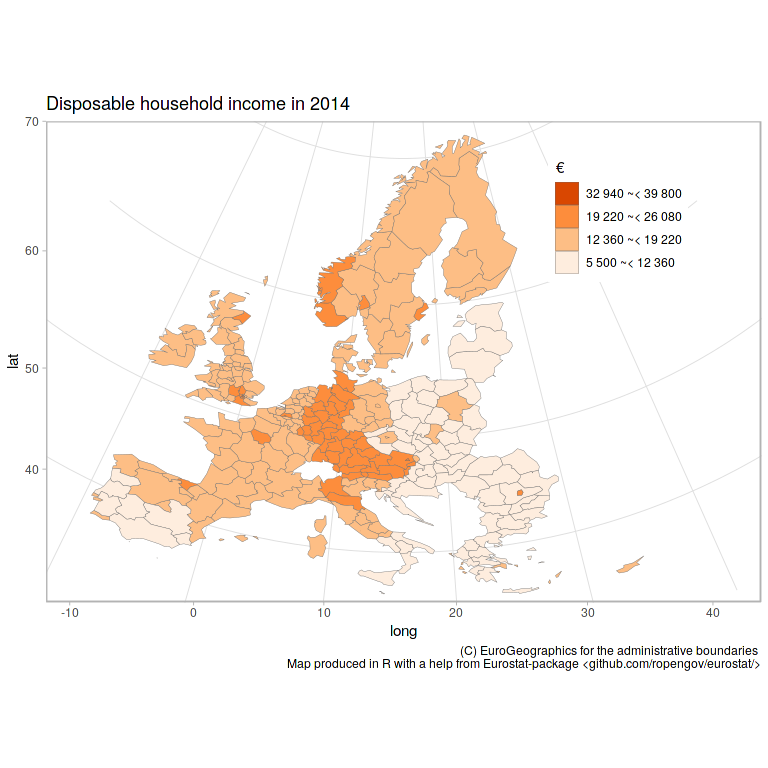 Disposable household income in 2014
70
60
50
40
lat
€
32 940 ~< 39 800
19 220 ~< 26 080
12 360 ~< 19 220
5 500 ~< 12 360
-10 0 10 20 30 40
long
(C) EuroGeographics for the administrative boundaries
Map produced in R with a help from Eurostat-package <github.com/ropengov/eurostat/>